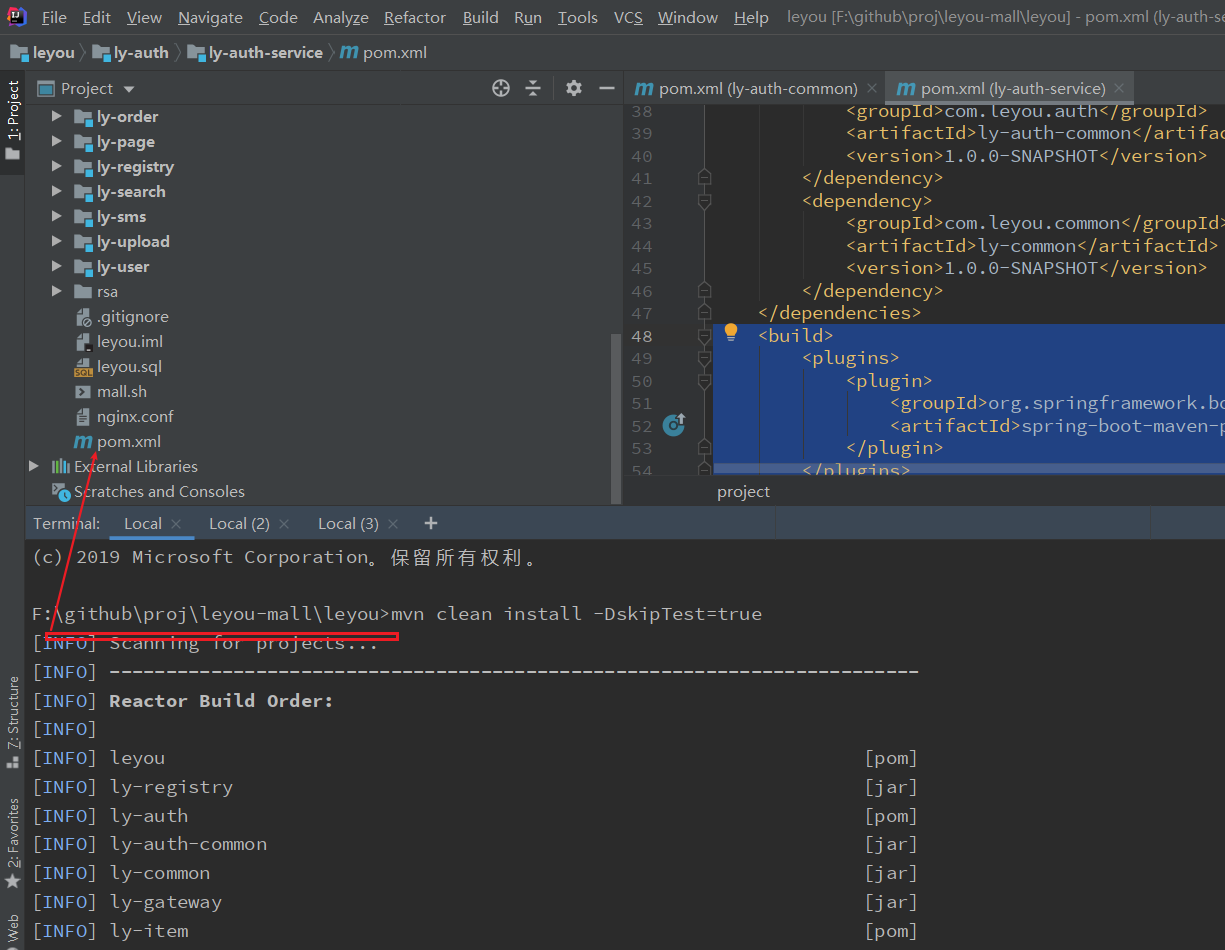 File Edit View Navigate Code Analyze Refactor Build Run Tools VCS Window Help leyou [F:\github\proj\leyou-mall\leyou] - pom.xml (ly-auth-se
leyou ly-auth ly-auth-service pom.xml
1: Project
Project
ly-order
ly-page
ly-registry
ly-search
ly-sms
ly-upload
ly-user
rsa
.gitignore
leyou.iml
leyou.sql
mall.sh
nginx.conf
pom.xml
External Libraries
Scratches and Consoles
pom.xml (ly-auth-common) pom.xml (ly-auth-service)
38 <groupId>com.leyou.auth</groupId>
39 <artifactId>ly-auth-common</artifac
40 <version>1.0.0-SNAPSHOT</version>
41 </dependency>
42 <dependency>
43 <groupId>com.leyou.common</groupId>
44 <artifactId>ly-common</artifactId>
45 <version>1.0.0-SNAPSHOT</version>
46 </dependency>
47 </dependencies>
48 <build>
49 <plugins>
50 <plugin>
51 <groupId>org.springframework.bo
52 <artifactId>spring-boot-maven-p
53 </plugin>
54 </plugins>
project
Terminal: Local Local (2) Local (3) +
(c) 2019 Microsoft Corporation。保留所有权利。
F:\github\proj\leyou-mall\leyou>mvn clean install -DskipTest=true
[INFO] Scanning for projects...
[INFO] ------------------------------------------------------------------------
[INFO] Reactor Build Order:
[INFO]
[INFO] leyou [pom]
[INFO] ly-registry [jar]
[INFO] ly-auth [pom]
[INFO] ly-auth-common [jar]
[INFO] ly-common [jar]
[INFO] ly-gateway [jar]
[INFO] ly-item [pom]
7: Structure
2: Favorites
Web